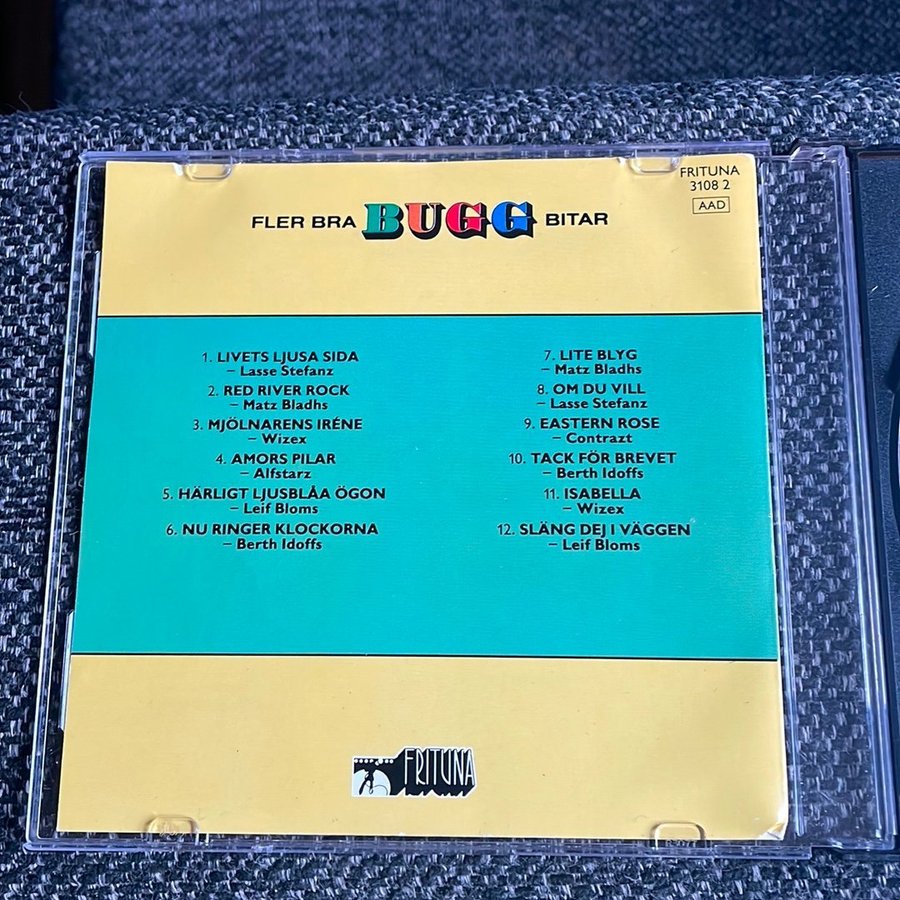 FRITUNA
3108 2
AAD
FLER BRA BUGG BITAR
1. LIVETS LJUSA SIDA
– Lasse Stefanz
2. RED RIVER ROCK
– Matz Bladhs
3. MJÖLNARENS IRÉNE
– Wizex
4. AMORS PILAR
– Alfstarz
5. HÄRLIGT LJUSBLÅA ÖGON
– Leif Bloms
6. NU RINGER KLOCKORNA
– Berth Idoffs
7. LITE BLYG
– Matz Bladhs
8. OM DU VILL
– Lasse Stefanz
9. EASTERN ROSE
– Contrazt
10. TACK FÖR BREVET
– Berth Idoffs
11. ISABELLA
– Wizex
12. SLÄNG DEJ I VÄGGEN
– Leif Bloms
FRITUNA